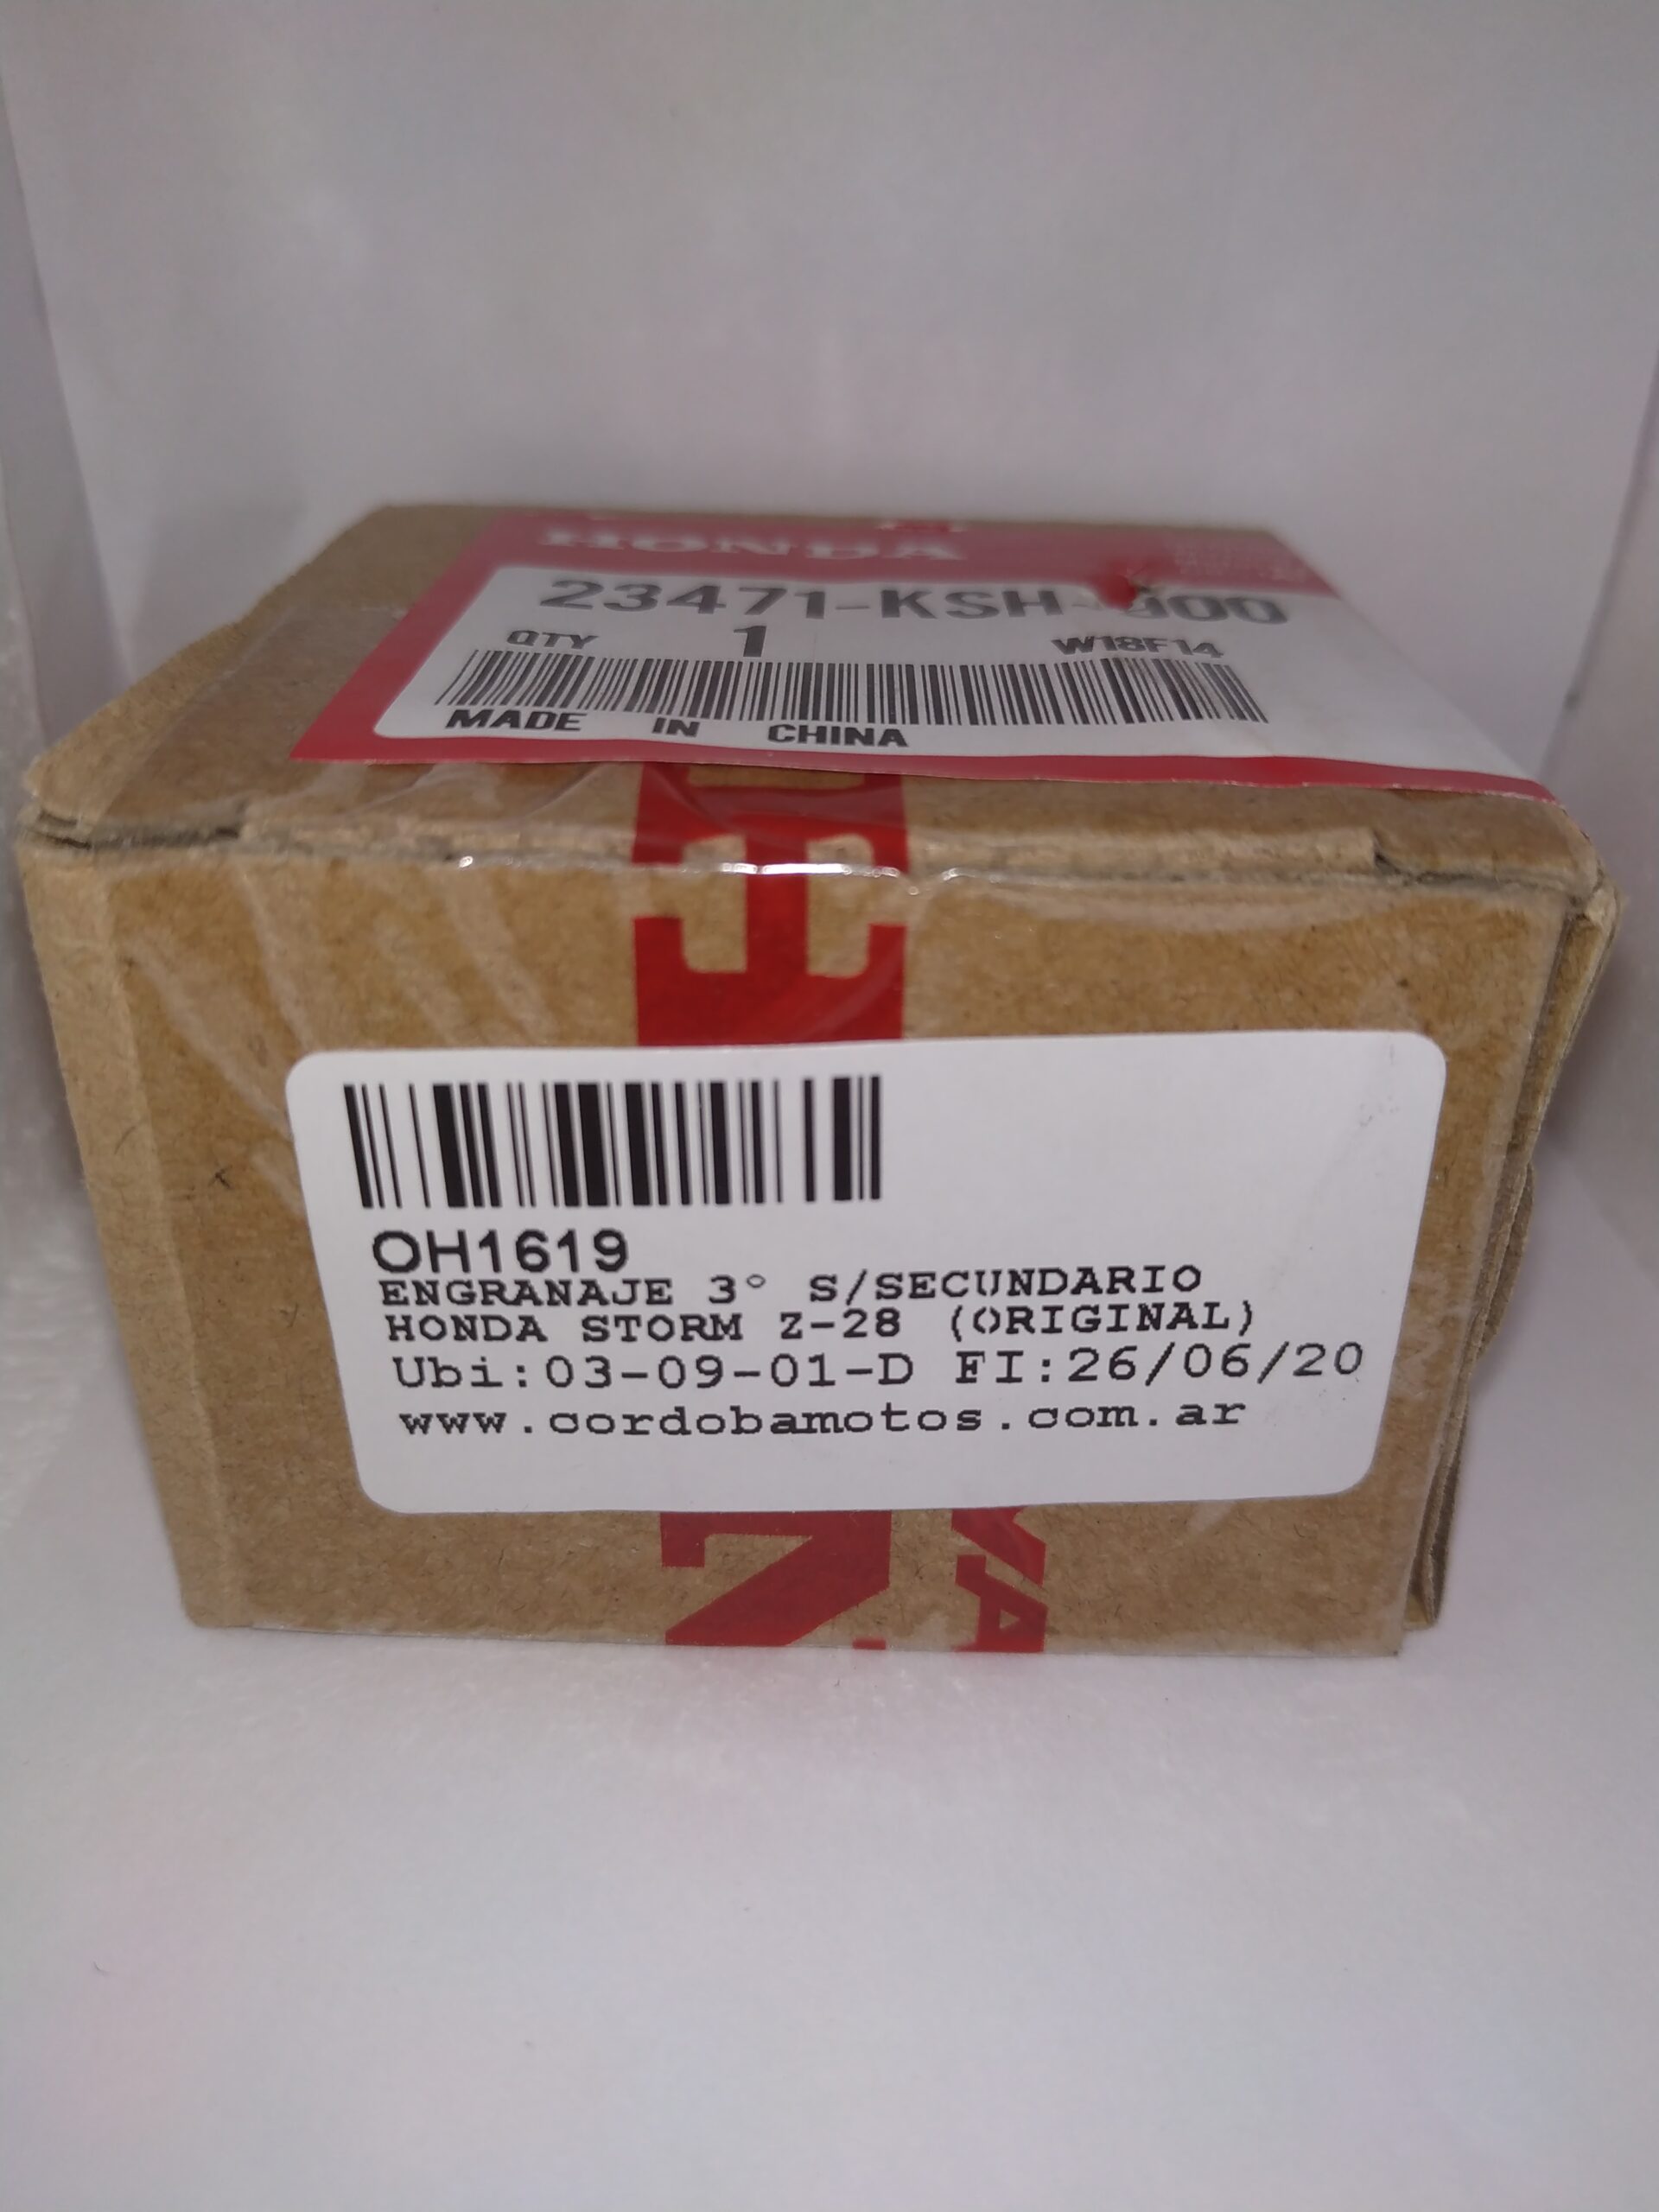 HONDA
23471-KSH-900
QTY 1 W18F14
MADE IN CHINA
OH1619
ENGRANAJE 3° S/SECUNDARIO
HONDA STORM Z-28 (ORIGINAL)
Ubi:03-09-01-D FI:26/06/20
www.cordobamotos.com.ar